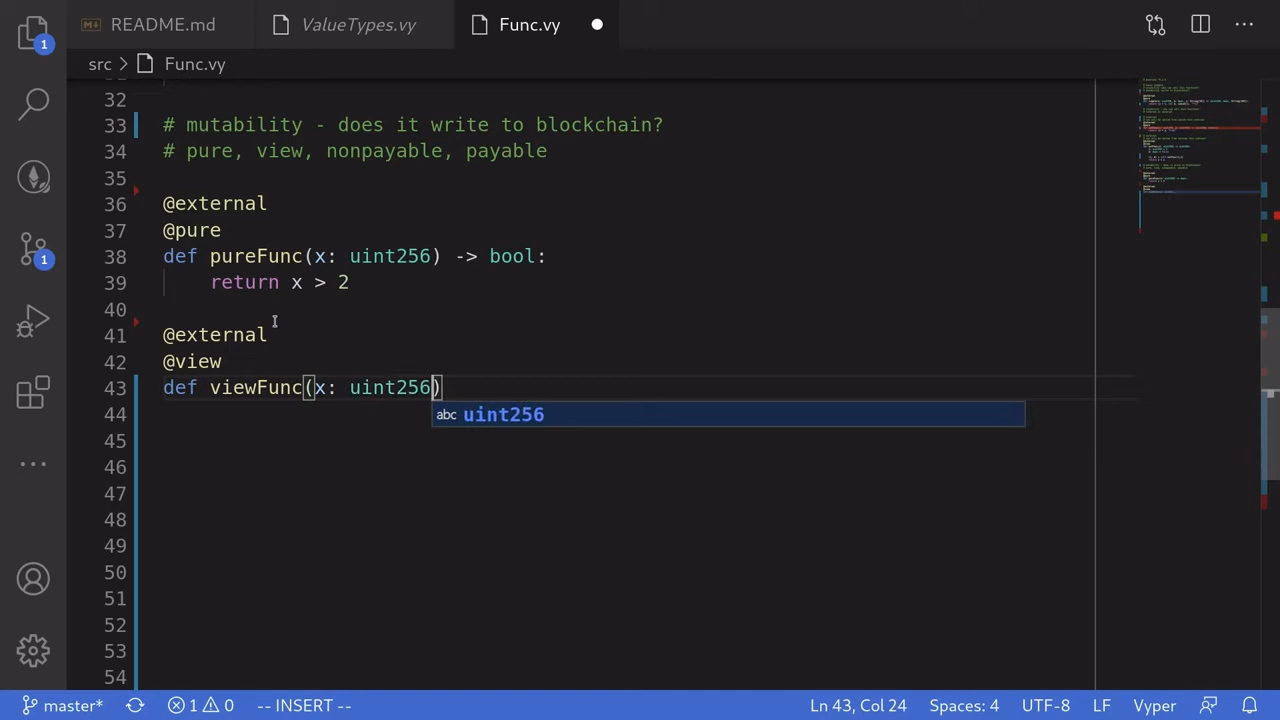 README.md
ValueTypes.vy
Func.vy
src > Func.vy
32
33 # mutability - does it write to blockchain?
34 # pure, view, nonpayable, payable
35
36 @external
37 @pure
38 def pureFunc(x: uint256) -> bool:
39 return x > 2
40
41 @external
42 @view
43 def viewFunc(x: uint256)
44 abc uint256
45
46
47
48
49
50
51
52
53
54
1
1
master* 1 0 -- INSERT -- Ln 43, Col 24 Spaces: 4 UTF-8 LF Vyper